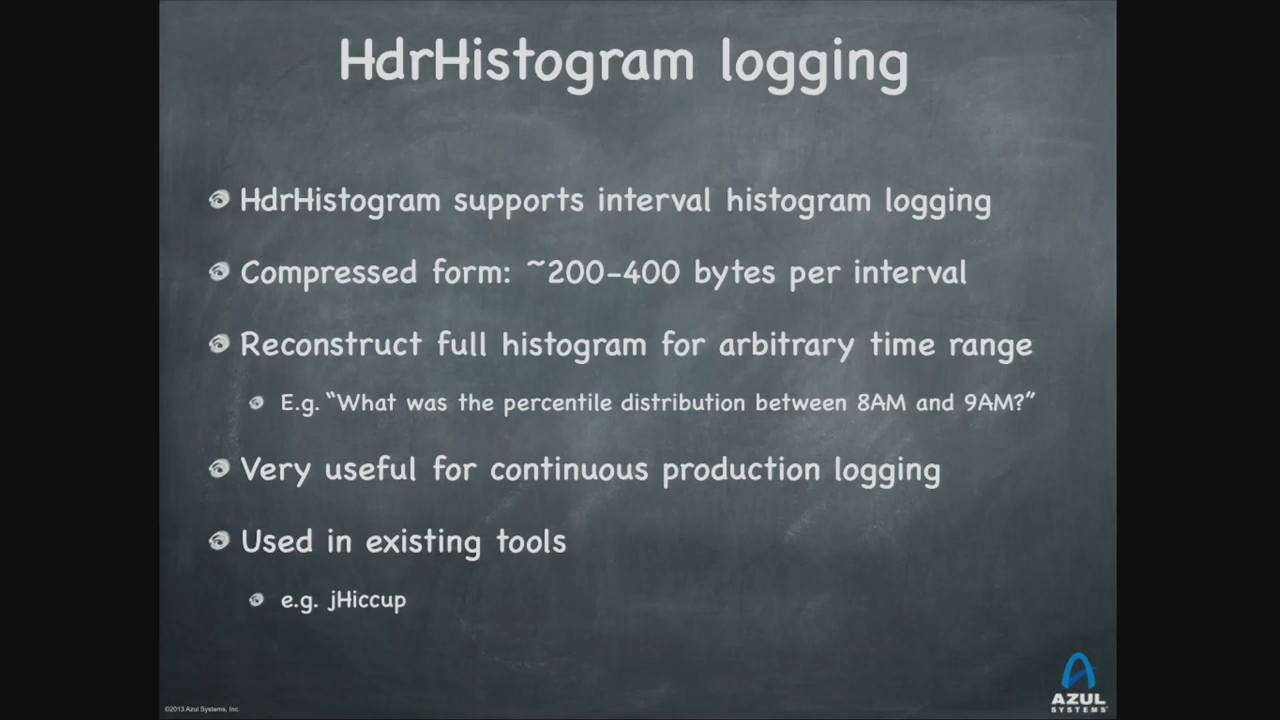 HdrHistogram logging
HdrHistogram supports interval histogram logging
Compressed form: ~200-400 bytes per interval
Reconstruct full histogram for arbitrary time range
E.g. “What was the percentile distribution between 8AM and 9AM?”
Very useful for continuous production logging
Used in existing tools
e.g. jHiccup
©2013 Azul Systems, Inc.
AZUL
SYSTEMS